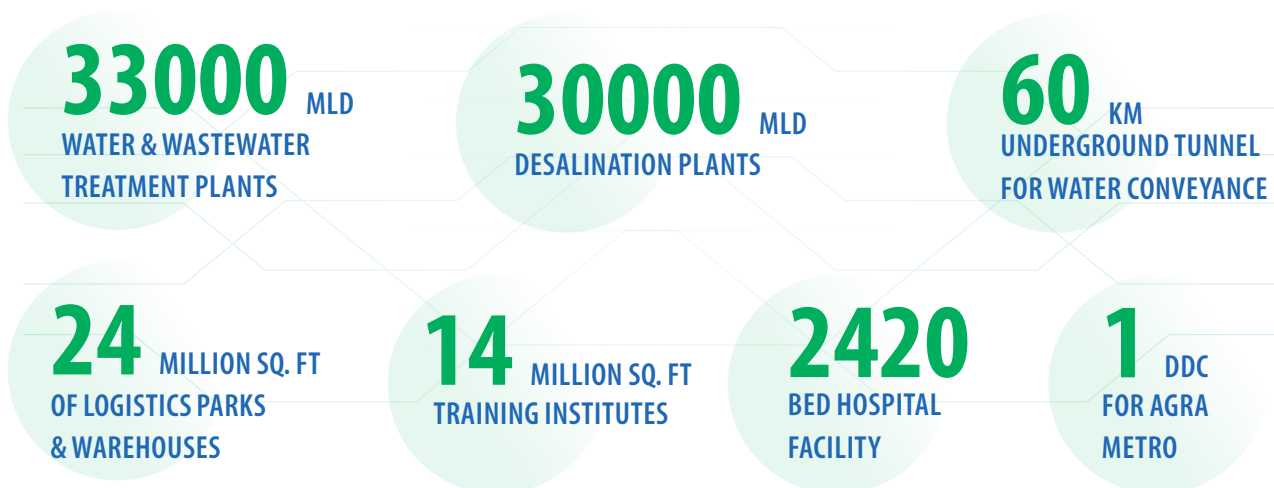 33000 MLD
WATER & WASTEWATER
TREATMENT PLANTS
30000 MLD
DESALINATION PLANTS
60 KM
UNDERGROUND TUNNEL
FOR WATER CONVEYANCE
24 MILLION SQ. FT
OF LOGISTICS PARKS
& WAREHOUSES
14 MILLION SQ. FT
TRAINING INSTITUTES
2420
BED HOSPITAL
FACILITY
1 DDC
FOR AGRA
METRO